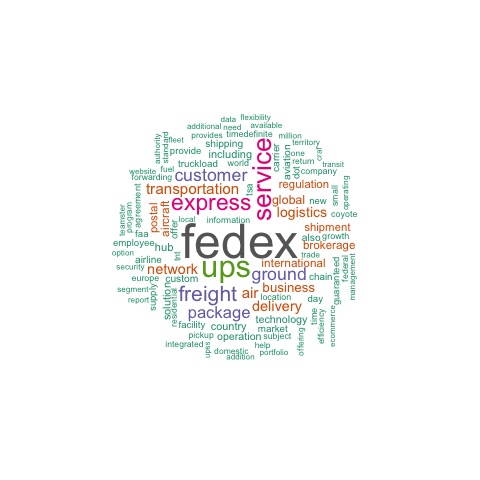 data flexibility
additional need available
fleet provides timedefinite million
authority standard shipping carrier aviation territory
provide including service one craf
truckload world dot return transit
website fuel customer tsa company
forwarding transportation regulation small operating
agreement express global new
teamster program postal aircraft local information logistics coyote
faa offer fedex shipment
employee hub also growth
option airline tnt trade brokerage
security network ups international chain federal management
europe custom ground guaranteed
segment supply solution freight air business
report residential location day
package delivery time efficiency ecommerce
facility country technology
pickup operation market subject offering
integrated upss domestic help
addition portfolio